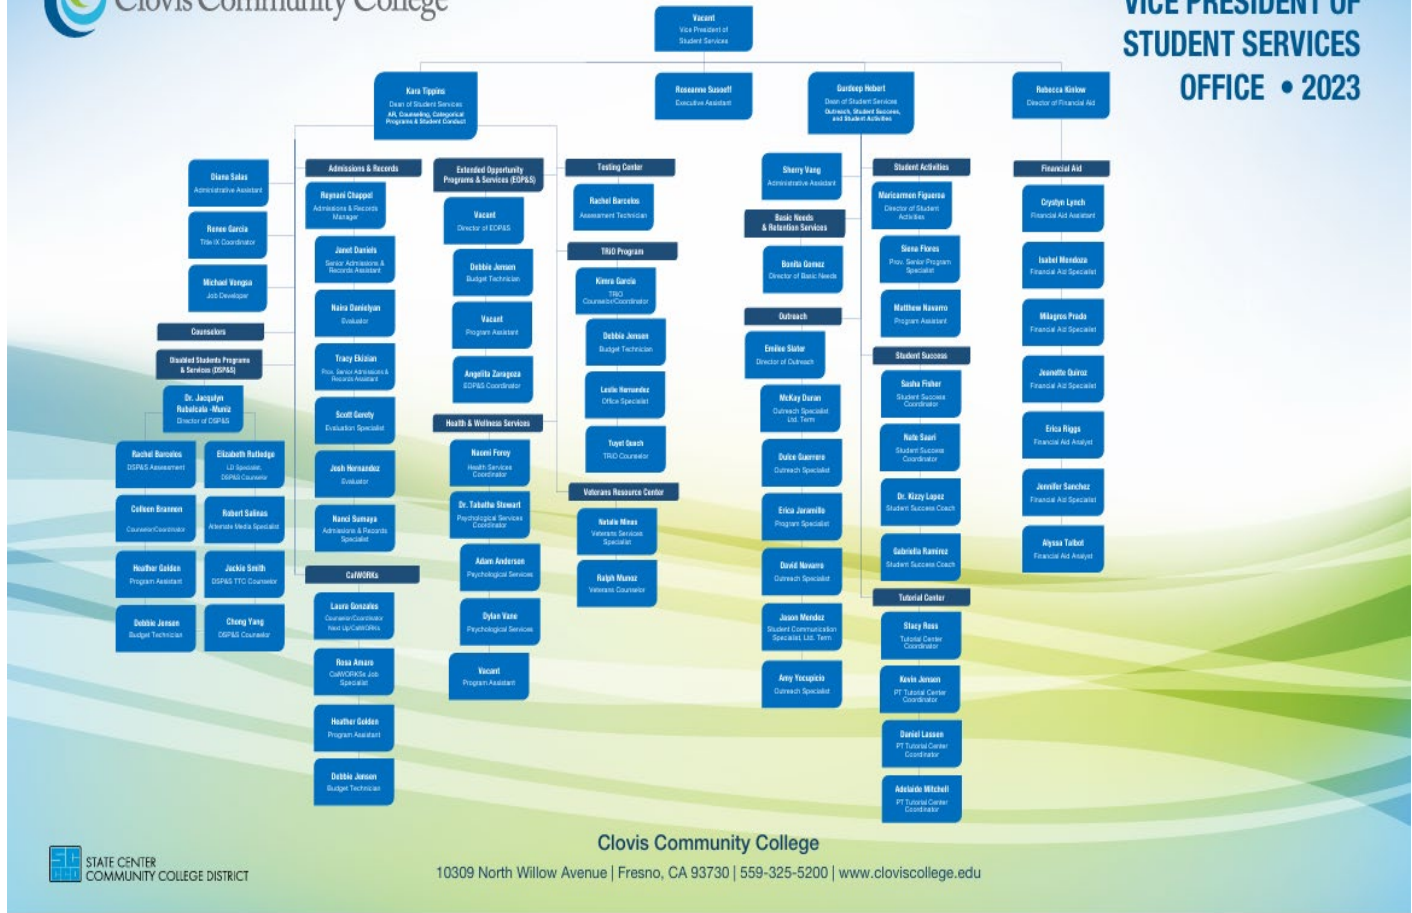 Clovis Community College
VICE PRESIDENT OF
STUDENT SERVICES
OFFICE • 2023
Vacant
Vice President of
Student Services
Kara Tippins
Dean of Student Services
AR, Counseling, Categorical
Programs & Student Conduct
Roseanne Susoeff
Executive Assistant
Gurdeep Hebert
Dean of Student Services
Outreach, Student Success,
and Student Activities
Rebecca Kinlow
Director of Financial Aid
Diana Salas
Administrative Assistant
Renee Garcia
Title IX Coordinator
Michael Vongsa
Job Developer
Counselors
Disabled Students Programs
& Services (DSP&S)
Dr. Jacqulyn
Rubalcaba -Muniz
Director of DSP&S
Rachel Barcelos
DSP&S Assessment
Colleen Brannon
Counselor/Coordinator
Heather Golden
Program Assistant
Debbie Jensen
Budget Technician
Elizabeth Rutledge
LD Specialist,
DSP&S Counselor
Robert Salinas
Alternate Media Specialist
Jackie Smith
DSP&S TTC Counselor
Chong Yang
DSP&S Counselor
Admissions & Records
Reynani Chappel
Admissions & Records
Manager
Janet Daniels
Senior Admissions &
Records Assistant
Naira Danielyan
Evaluator
Tracy Ekizian
Prov. Senior Admissions &
Records Assistant
Scott Gerety
Evaluation Specialist
Josh Hernandez
Evaluator
Nanci Sumaya
Admissions & Records
Specialist
CalWORKs
Laura Gonzales
Counselor/Coordinator
Next Up/CalWORKs
Rosa Amaro
CalWORKSs Job
Specialist
Heather Golden
Program Assistant
Debbie Jensen
Budget Technician
Extended Opportunity
Programs & Services (EOP&S)
Vacant
Director of EOP&S
Debbie Jensen
Budget Technician
Vacant
Program Assistant
Angelita Zaragoza
EOP&S Coordinator
Health & Wellness Services
Naomi Forey
Health Services
Coordinator
Dr. Tabatha Stewart
Psychological Services
Coordinator
Adam Anderson
Psychological Services
Dylan Vane
Psychological Services
Vacant
Program Assistant
Testing Center
Rachel Barcelos
Assessment Technician
TRiO Program
Kimra Garcia
TRiO
Counselor/Coordinator
Debbie Jensen
Budget Technician
Leslie Hernandez
Office Specialist
Tuyet Quach
TRiO Counselor
Veterans Resource Center
Natalie Minas
Veterans Services
Specialist
Ralph Munoz
Veterans Counselor
Sherry Vang
Administrative Assistant
Basic Needs
& Retention Services
Bonita Gomez
Director of Basic Needs
Outreach
Emilee Slater
Director of Outreach
McKay Duran
Outreach Specialist
Ltd. Term
Dulce Guerrero
Outreach Specialist
Erica Jaramillo
Program Specialist
David Navarro
Outreach Specialist
Jason Mendez
Student Communication
Specialist, Ltd. Term
Amy Yocupicio
Outreach Specialist
Student Activities
Maricarmen Figueroa
Director of Student
Activities
Siena Flores
Prov. Senior Program
Specialist
Matthew Navarro
Program Assistant
Student Success
Sasha Fisher
Student Success
Coordinator
Nate Saari
Student Success
Coordinator
Dr. Kizzy Lopez
Student Success Coach
Gabriella Ramirez
Student Success Coach
Tutorial Center
Stacy Ross
Tutorial Center
Coordinator
Kevin Jensen
PT Tutorial Center
Coordinator
Daniel Lassen
PT Tutorial Center
Coordinator
Adelaide Mitchell
PT Tutorial Center
Coordinator
Financial Aid
Crystyn Lynch
Financial Aid Assistant
Isabel Mendoza
Financial Aid Specialist
Milagros Prado
Financial Aid Specialist
Jeanette Quiroz
Financial Aid Specialist
Erica Riggs
Financial Aid Analyst
Jennifer Sanchez
Financial Aid Specialist
Alyssa Talbot
Financial Aid Analyst
SC
CCD
STATE CENTER
COMMUNITY COLLEGE DISTRICT
Clovis Community College
10309 North Willow Avenue | Fresno, CA 93730 | 559-325-5200 | www.cloviscollege.edu